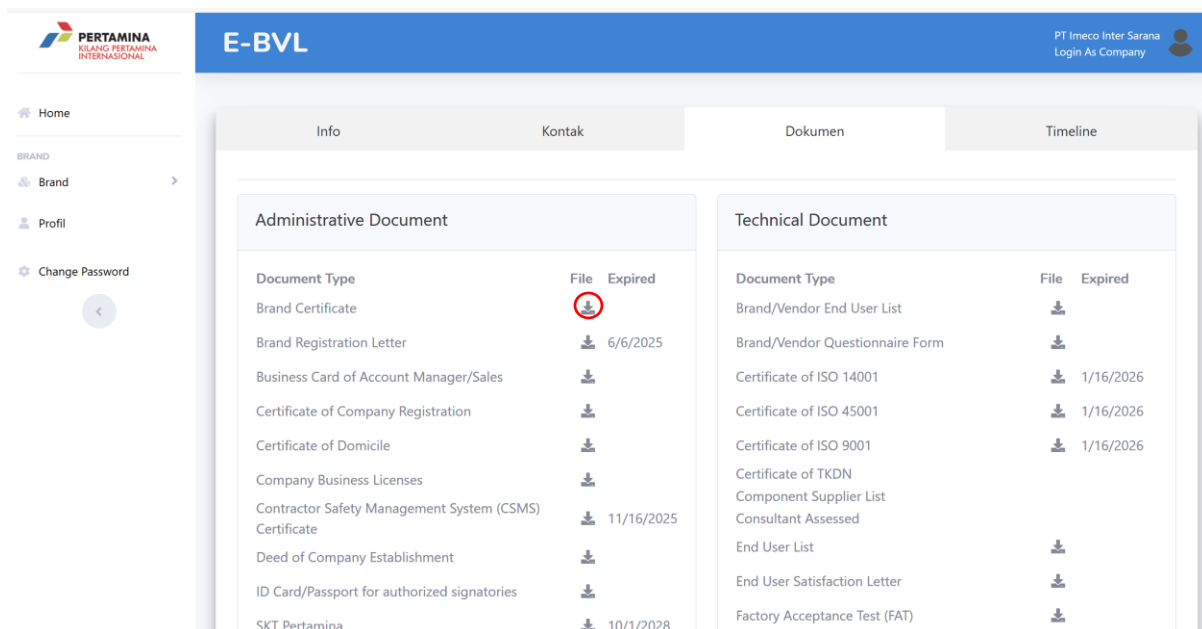 PERTAMINA
KILANG PERTAMINA
INTERNASIONAL
E-BVL
PT Imeco Inter Sarana
Login As Company
Home
BRAND
Brand
Profil
Change Password
Info Kontak Dokumen Timeline
Administrative Document
Document Type File Expired
Brand Certificate
Brand Registration Letter 6/6/2025
Business Card of Account Manager/Sales
Certificate of Company Registration
Certificate of Domicile
Company Business Licenses
Contractor Safety Management System (CSMS)
Certificate 11/16/2025
Deed of Company Establishment
ID Card/Passport for authorized signatories
SKT Pertamina 10/1/2028
Technical Document
Document Type File Expired
Brand/Vendor End User List
Brand/Vendor Questionnaire Form
Certificate of ISO 14001 1/16/2026
Certificate of ISO 45001 1/16/2026
Certificate of ISO 9001 1/16/2026
Certificate of TKDN
Component Supplier List
Consultant Assessed
End User List
End User Satisfaction Letter
Factory Acceptance Test (FAT)